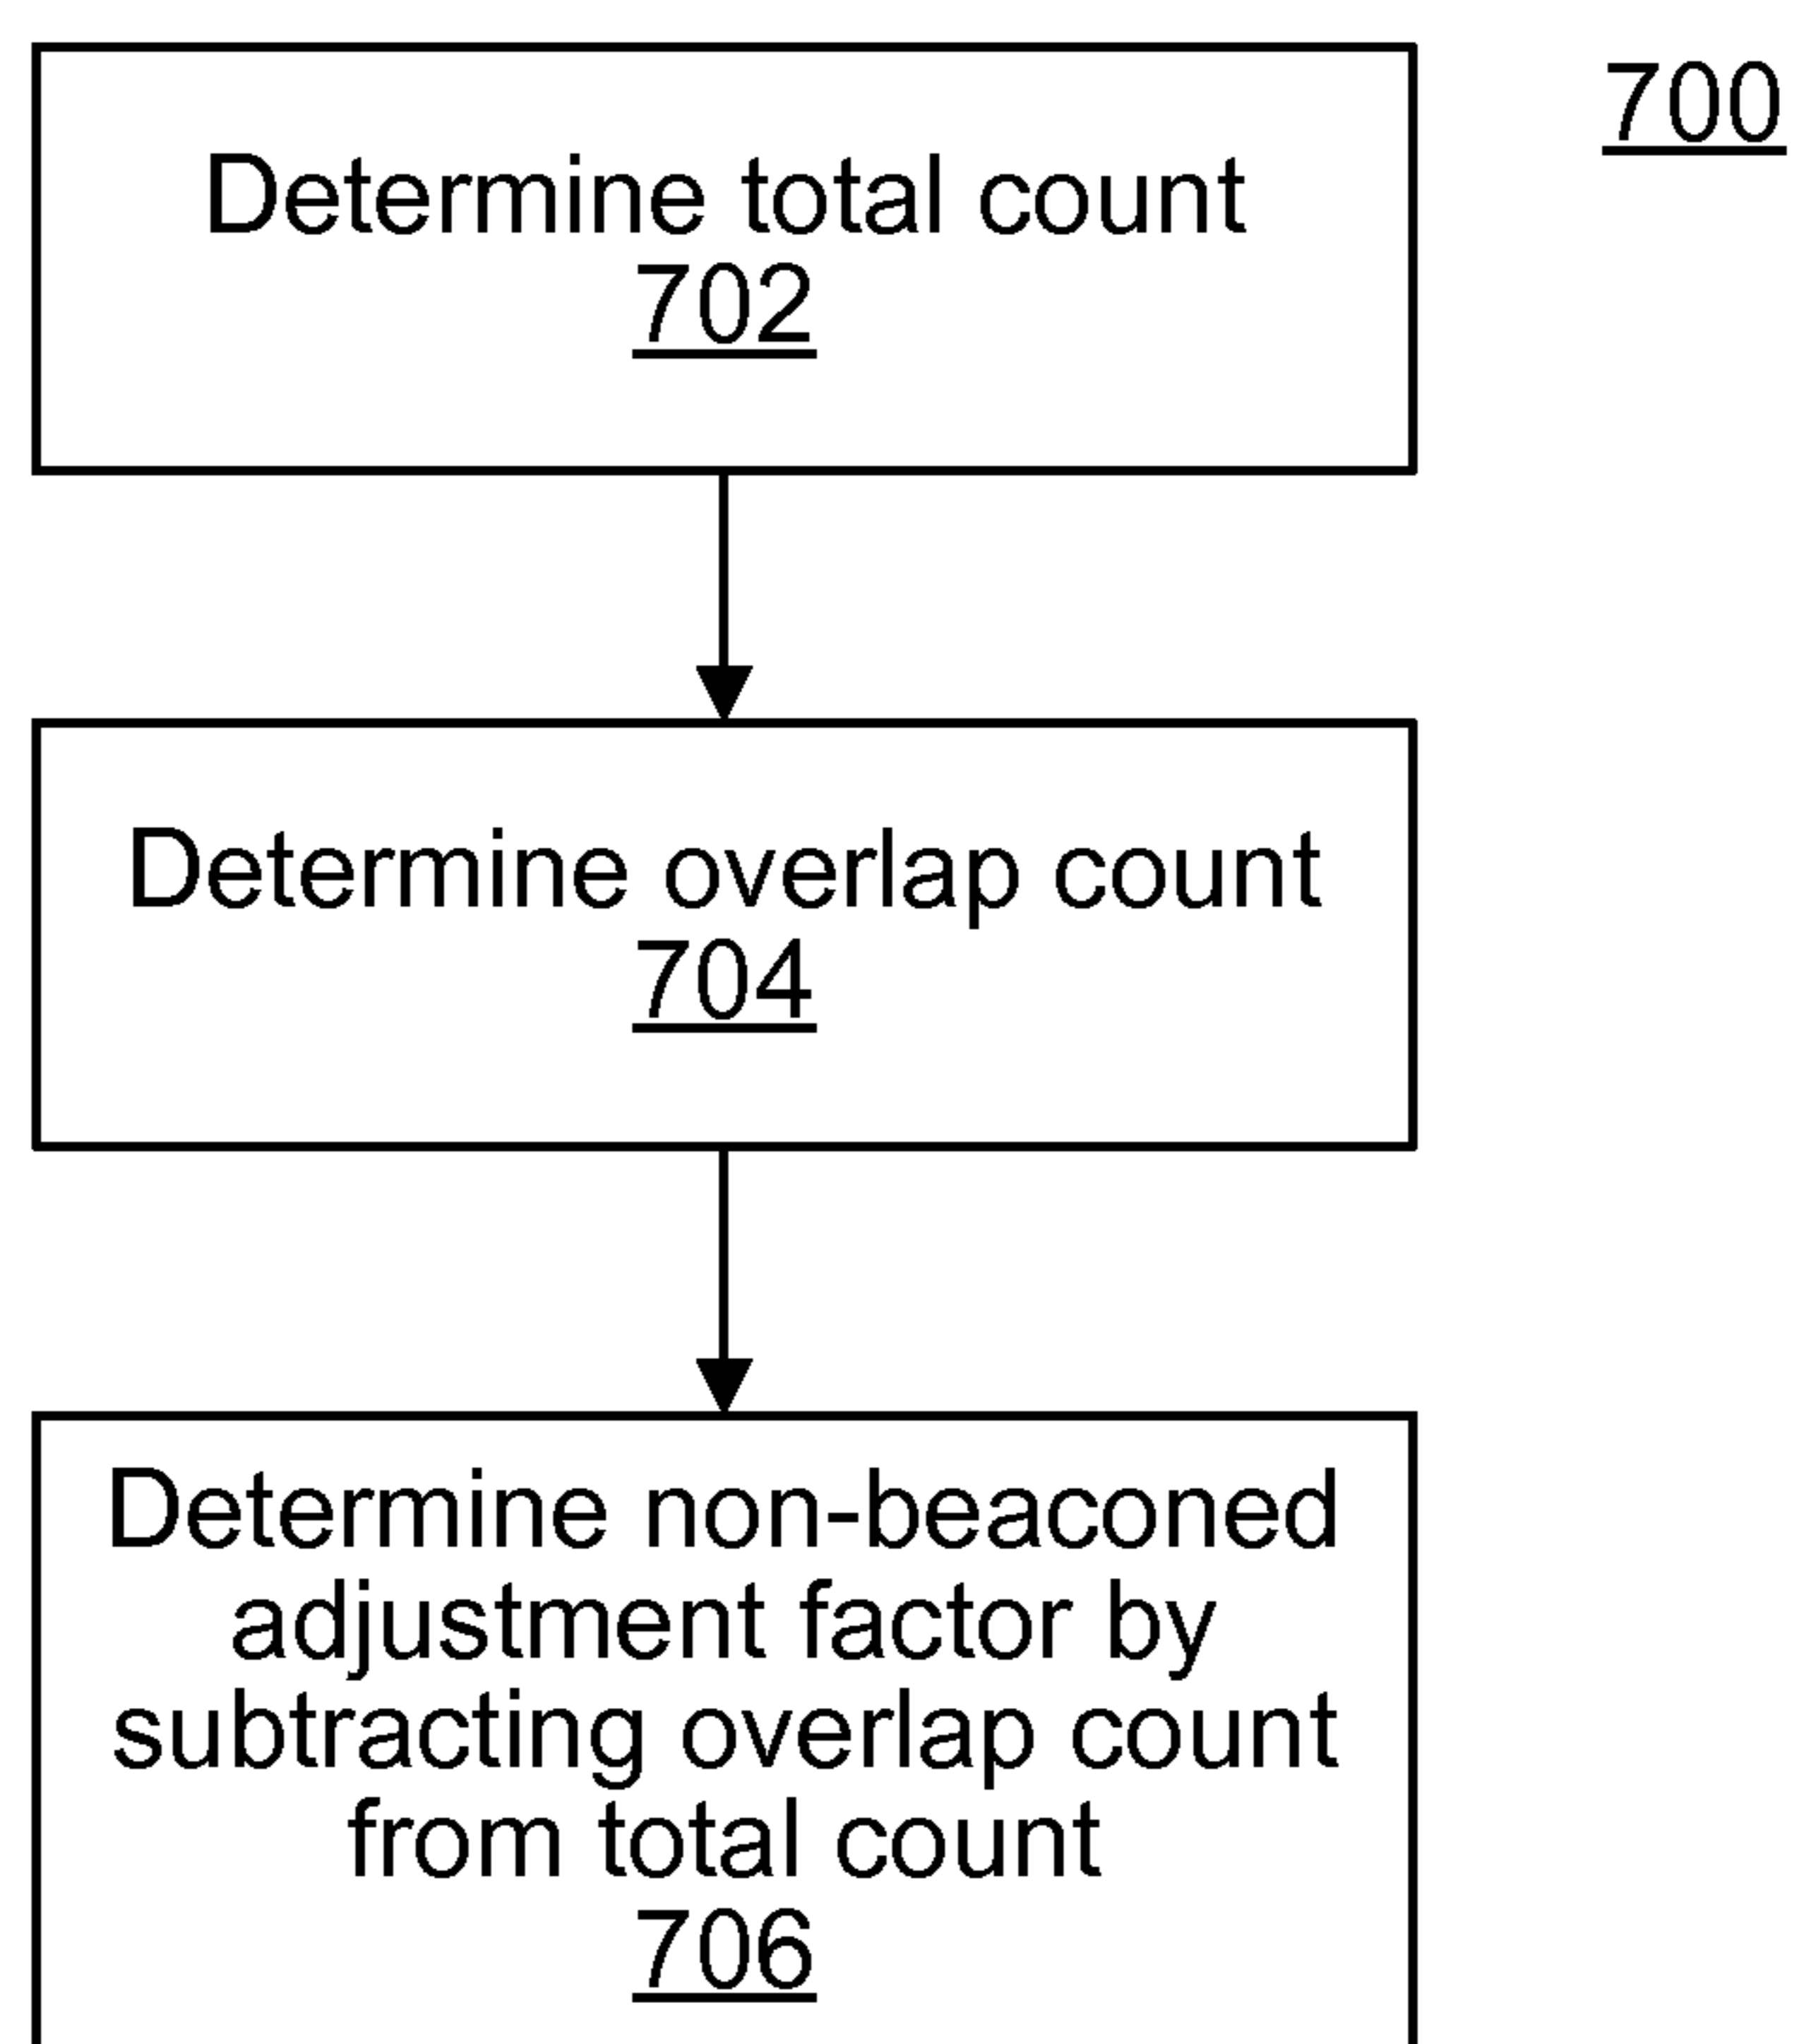 700
Determine total count
702
Determine overlap count
704
Determine non-beaconed
adjustment factor by
subtracting overlap count
from total count
706